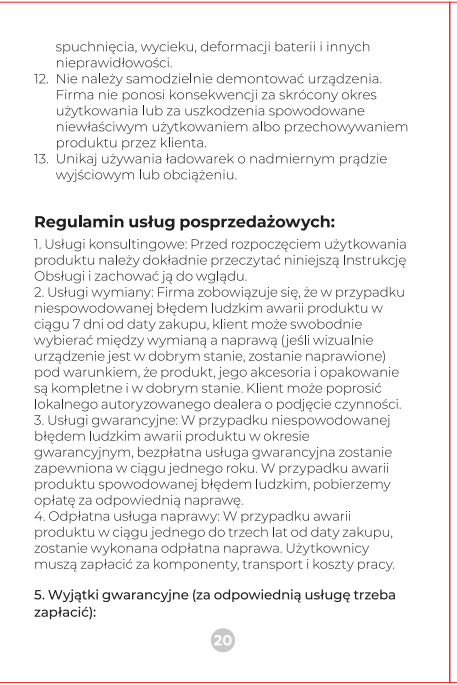 spuchnięcia, wycieku, deformacji baterii i innych
nieprawidłowości.
12. Nie należy samodzielnie demontować urządzenia.
Firma nie ponosi konsekwencji za skrócony okres
użytkowania lub za uszkodzenia spowodowane
niewłaściwym użytkowaniem albo przechowywaniem
produktu przez klienta.
13. Unikaj używania ładowarek o nadmiernym prądzie
wyjściowym lub obciążeniu.
Regulamin usług posprzedażowych:
1. Usługi konsultingowe: Przed rozpoczęciem użytkowania
produktu należy dokładnie przeczytać niniejszą Instrukcję
Obsługi i zachować ją do wglądu.
2. Usługi wymiany: Firma zobowiązuje się, że w przypadku
niespowodowanej błędem ludzkim awarii produktu w
ciągu 7 dni od daty zakupu, klient może swobodnie
wybierać między wymianą a naprawą (jeśli wizualnie
urządzenie jest w dobrym stanie, zostanie naprawione)
pod warunkiem, że produkt, jego akcesoria i opakowanie
są kompletne i w dobrym stanie. Klient może poprosić
lokalnego autoryzowanego dealera o podjęcie czynności.
3. Usługi gwarancyjne: W przypadku niespowodowanej
błędem ludzkim awarii produktu w okresie
gwarancyjnym, bezpłatna usługa gwarancyjna zostanie
zapewniona w ciągu jednego roku. W przypadku awarii
produktu spowodowanej błędem ludzkim, pobierzemy
opłatę za odpowiednią naprawę.
4. Odpłatna usługa naprawy: W przypadku awarii
produktu w ciągu jednego do trzech lat od daty zakupu,
zostanie wykonana odpłatna naprawa. Użytkownicy
muszą zapłacić za komponenty, transport i koszty pracy.
5. Wyjątki gwarancyjne (za odpowiednią usługę trzeba
zapłacić):
20